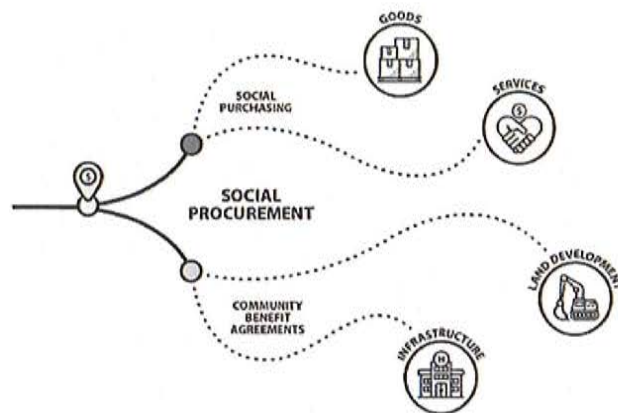 GOODS
SOCIAL
PURCHASING
SERVICES
$
$
SOCIAL
PROCUREMENT
LAND DEVELOPMENT
COMMUNITY
BENEFIT
AGREEMENTS
INFRASTRUCTURE
H